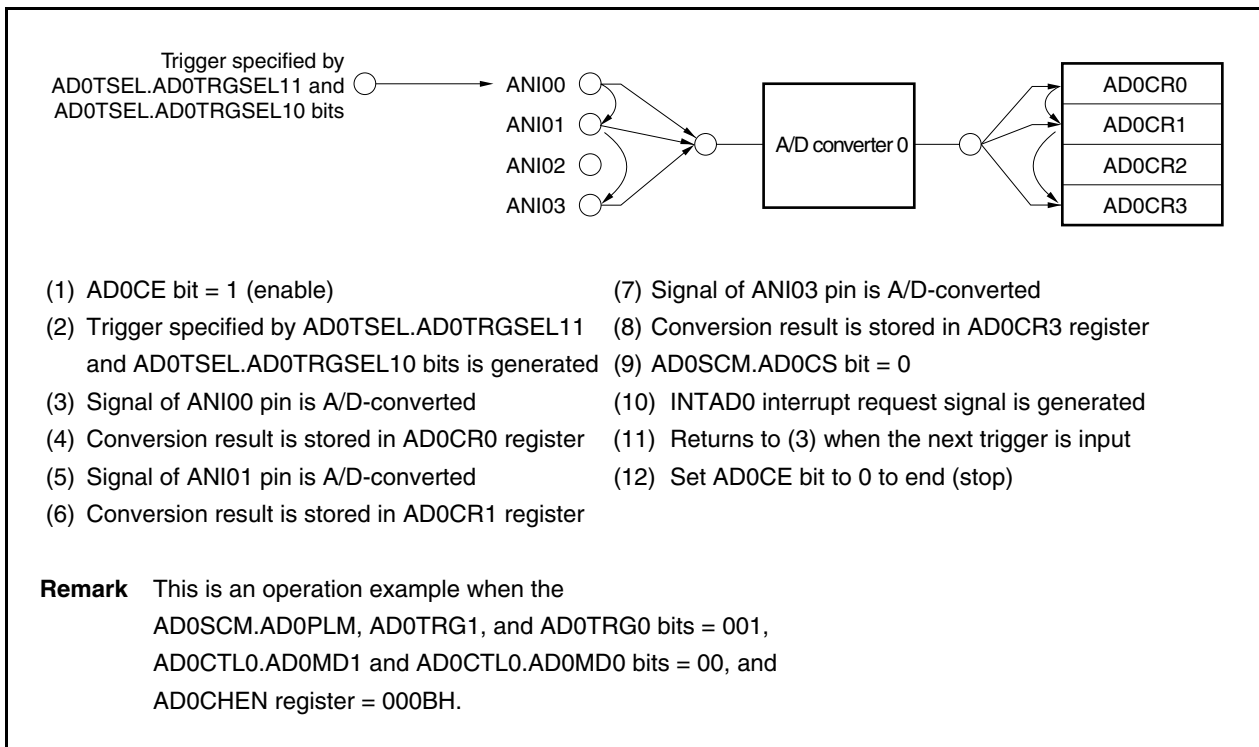 Trigger specified by
AD0TSEL.AD0TRGSEL11 and
AD0TSEL.AD0TRGSEL10 bits
ANI00
ANI01
ANI02
ANI03
A/D converter 0
AD0CR0
AD0CR1
AD0CR2
AD0CR3
(1) AD0CE bit = 1 (enable)
(2) Trigger specified by AD0TSEL.AD0TRGSEL11
and AD0TSEL.AD0TRGSEL10 bits is generated
(3) Signal of ANI00 pin is A/D-converted
(4) Conversion result is stored in AD0CR0 register
(5) Signal of ANI01 pin is A/D-converted
(6) Conversion result is stored in AD0CR1 register
(7) Signal of ANI03 pin is A/D-converted
(8) Conversion result is stored in AD0CR3 register
(9) AD0SCM.AD0CS bit = 0
(10) INTAD0 interrupt request signal is generated
(11) Returns to (3) when the next trigger is input
(12) Set AD0CE bit to 0 to end (stop)
Remark This is an operation example when the
AD0SCM.AD0PLM, AD0TRG1, and AD0TRG0 bits = 001,
AD0CTL0.AD0MD1 and AD0CTL0.AD0MD0 bits = 00, and
AD0CHEN register = 000BH.